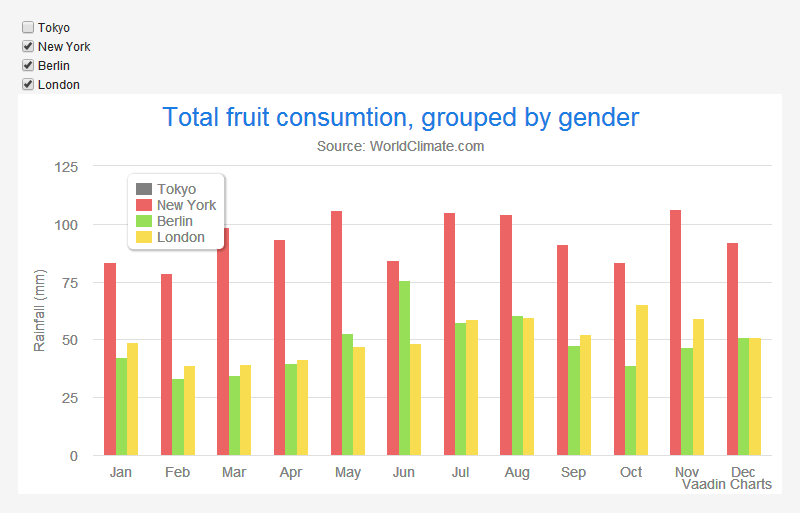 Tokyo
New York
Berlin
London
Total fruit consumtion, grouped by gender
Source: WorldClimate.com
Rainfall (mm)
125
100
75
50
25
0
Tokyo
New York
Berlin
London
Jan Feb Mar Apr May Jun Jul Aug Sep Oct Nov Dec
Vaadin Charts